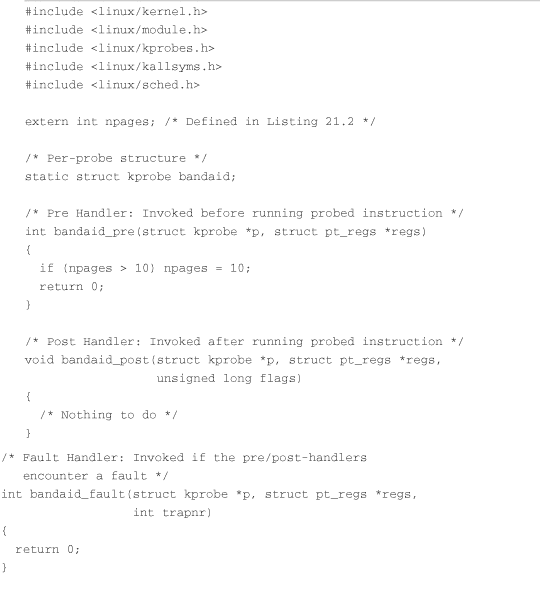 #include <linux/kernel.h>
#include <linux/module.h>
#include <linux/kprobes.h>
#include <linux/kallsyms.h>
#include <linux/sched.h>

extern int npages; /* Defined in Listing 21.2 */

/* Per-probe structure */
static struct kprobe bandaid;

/* Pre Handler: Invoked before running probed instruction */
int bandaid_pre(struct kprobe *p, struct pt_regs *regs)
{
  if (npages > 10) npages = 10;
  return 0;
}

/* Post Handler: Invoked after running probed instruction */
void bandaid_post(struct kprobe *p, struct pt_regs *regs,
                  unsigned long flags)
{
  /* Nothing to do */
}
/* Fault Handler: Invoked if the pre/post-handlers
   encounter a fault */
int bandaid_fault(struct kprobe *p, struct pt_regs *regs,
                  int trapnr)
{
  return 0;
}